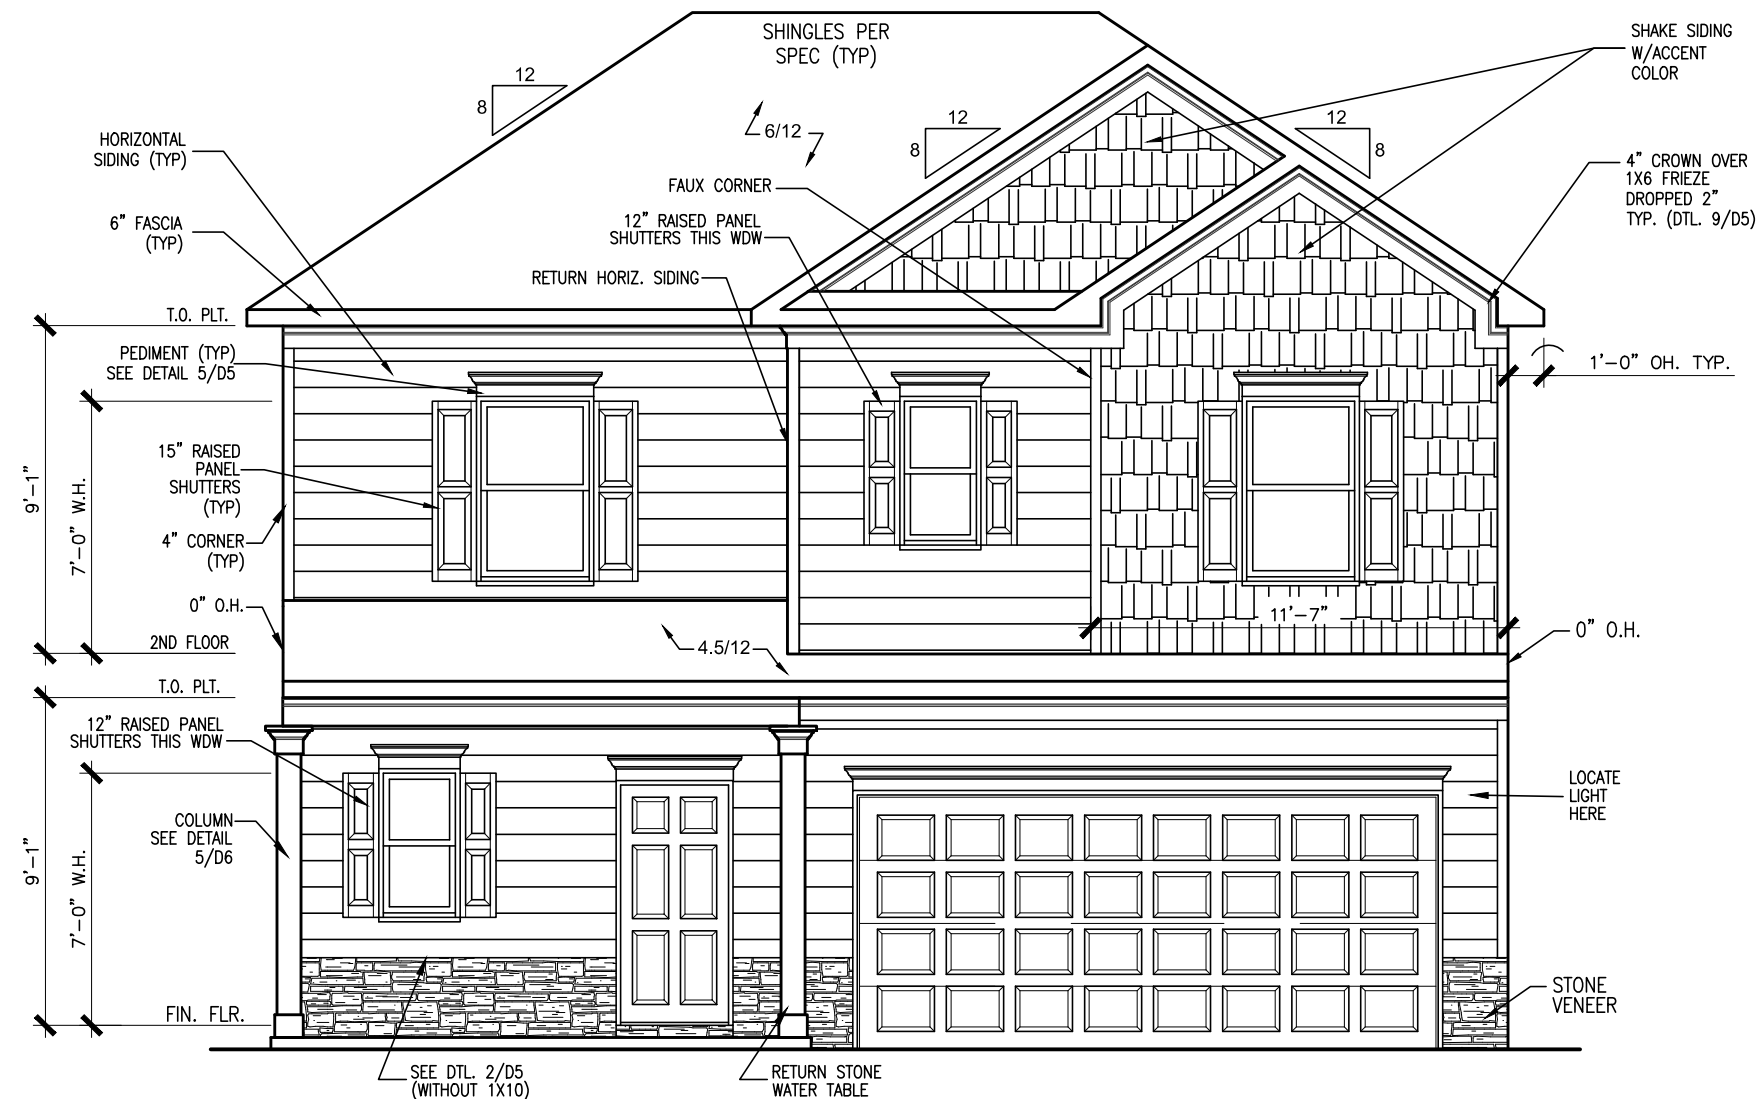 SHINGLES PER
SPEC (TYP)
SHAKE SIDING
W/ACCENT
COLOR
12
8
12
8
12
8
6/12
HORIZONTAL
SIDING (TYP)
6" FASCIA
(TYP)
FAUX CORNER
12" RAISED PANEL
SHUTTERS THIS WDW
RETURN HORIZ. SIDING
4" CROWN OVER
1X6 FRIEZE
DROPPED 2"
TYP. (DTL. 9/D5)
T.O. PLT.
PEDIMENT (TYP)
SEE DETAIL 5/D5
1'-0" OH. TYP.
15" RAISED
PANEL
SHUTTERS
(TYP)
9'-1"
7'-0" W.H.
4" CORNER
(TYP)
0" O.H.
11'-7"
0" O.H.
2ND FLOOR
4.5/12
T.O. PLT.
12" RAISED PANEL
SHUTTERS THIS WDW
LOCATE
LIGHT
HERE
COLUMN
SEE DETAIL
5/D6
9'-1"
7'-0" W.H.
FIN. FLR.
STONE
VENEER
SEE DTL. 2/D5
(WITHOUT 1X10)
RETURN STONE
WATER TABLE